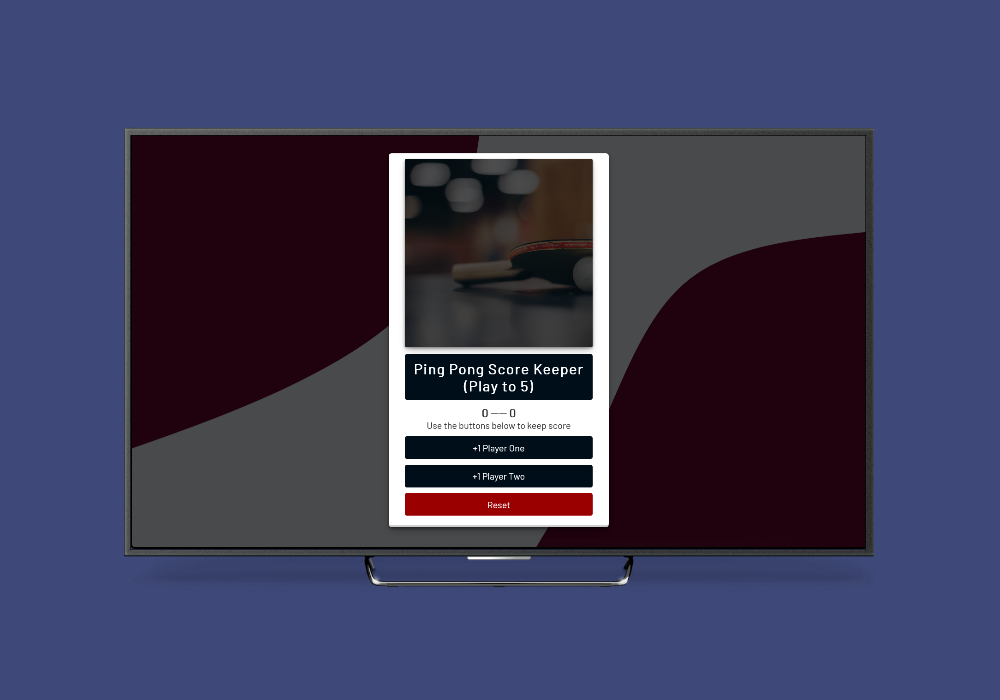 Ping Pong Score Keeper
(Play to 5)
0 —— 0
Use the buttons below to keep score
+1 Player One
+1 Player Two
Reset